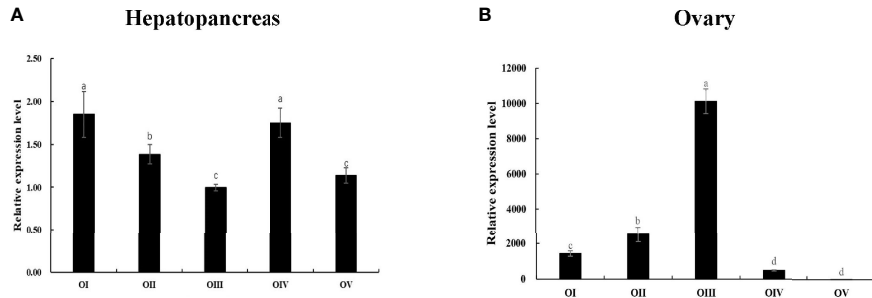 A
Hepatopancreas
Relative expression level
2.50
2.00
1.50
1.00
0.50
0.00
a
b
c
a
c
OI
OII
OIII
OIV
OV
B
Ovary
Relative expression level
12000
10000
8000
6000
4000
2000
0
c
b
a
d
d
OI
OII
OIII
OIV
OV